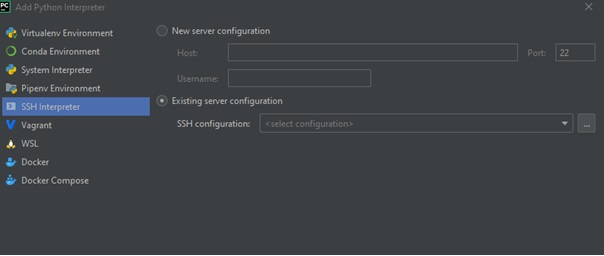 PC
Add Python Interpreter
Virtualenv Environment
Conda Environment
System Interpreter
Pipenv Environment
SSH Interpreter
Vagrant
WSL
Docker
Docker Compose
New server configuration
Host:
Port: 22
Username:
Existing server configuration
SSH configuration: <select configuration> ...